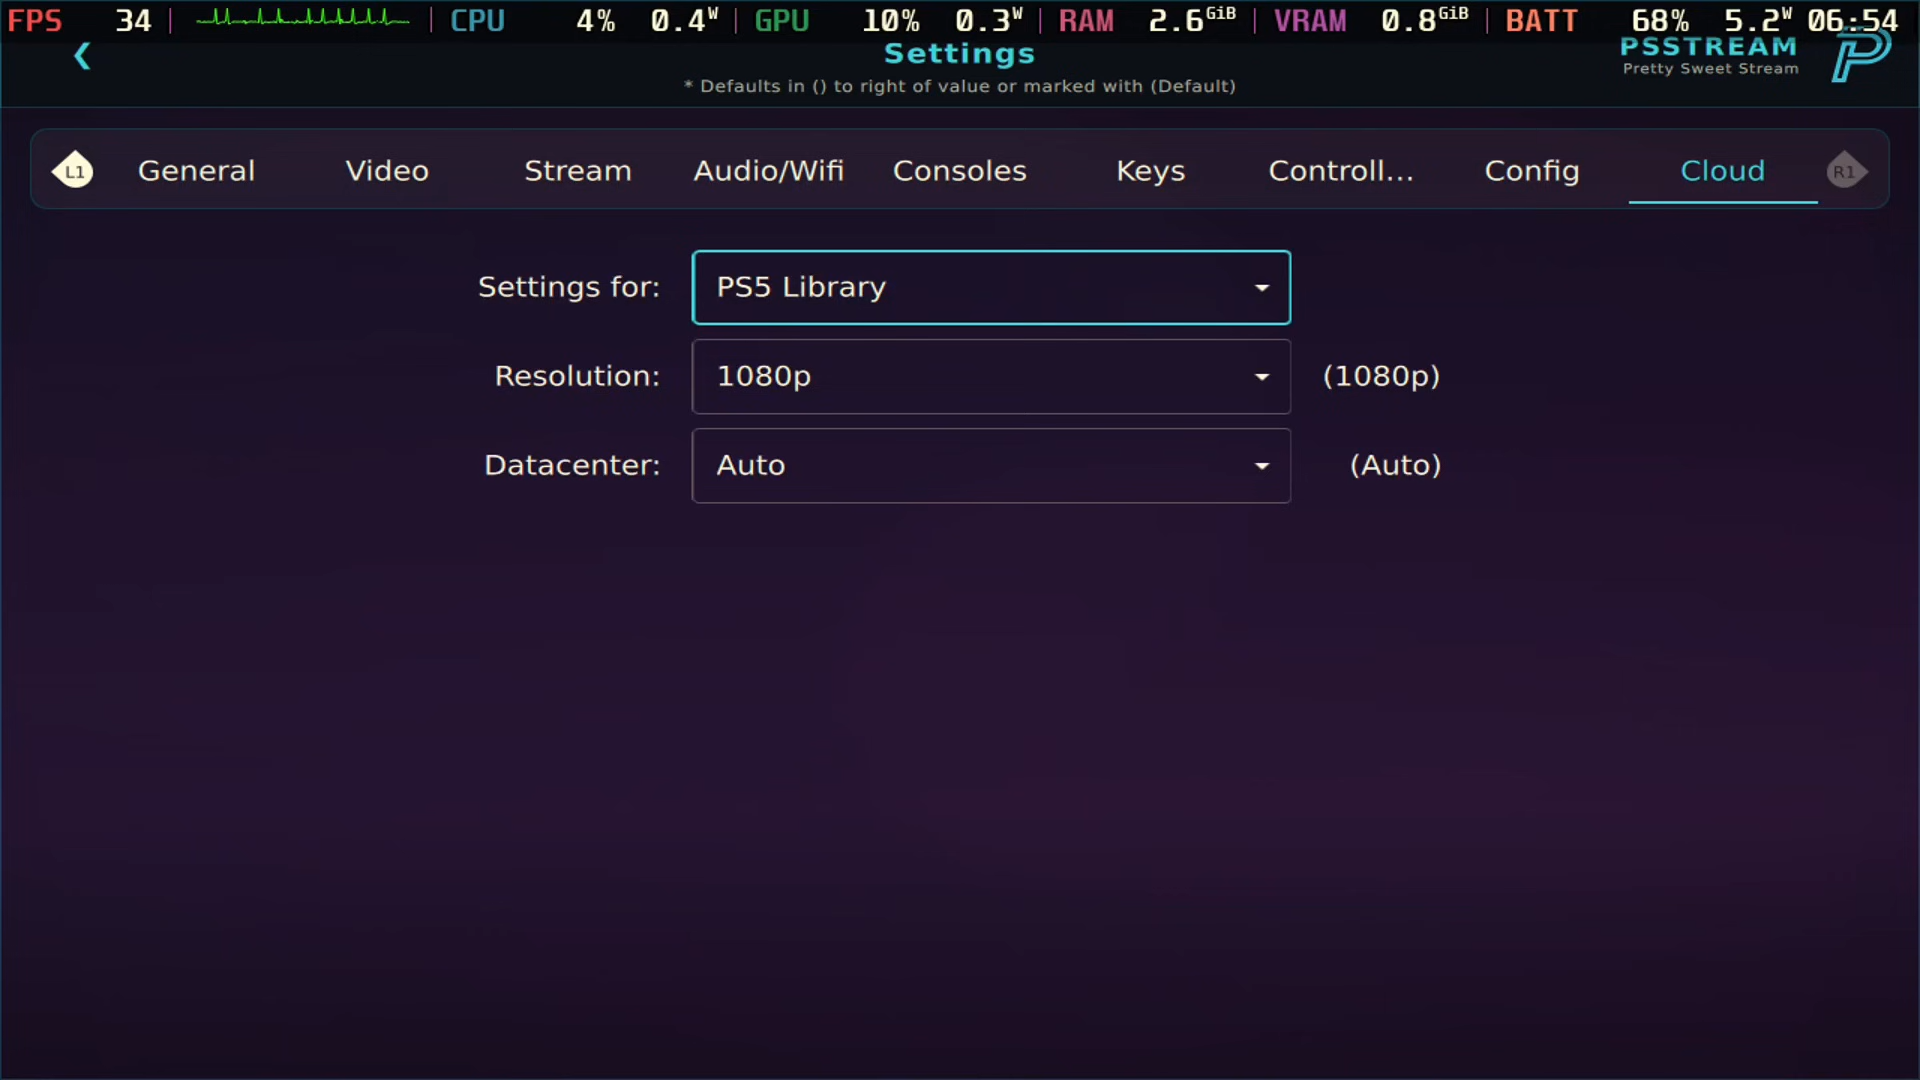 FPS 34 CPU 4% 0.4W GPU 10% 0.3W RAM 2.6GiB VRAM 0.8GiB BATT 68% 5.2W 06:54
Settings
PSSTREAM
Pretty Sweet Stream
* Defaults in () to right of value or marked with (Default)
L1 General Video Stream Audio/Wifi Consoles Keys Controll... Config Cloud R1
Settings for: PS5 Library
Resolution: 1080p (1080p)
Datacenter: Auto (Auto)